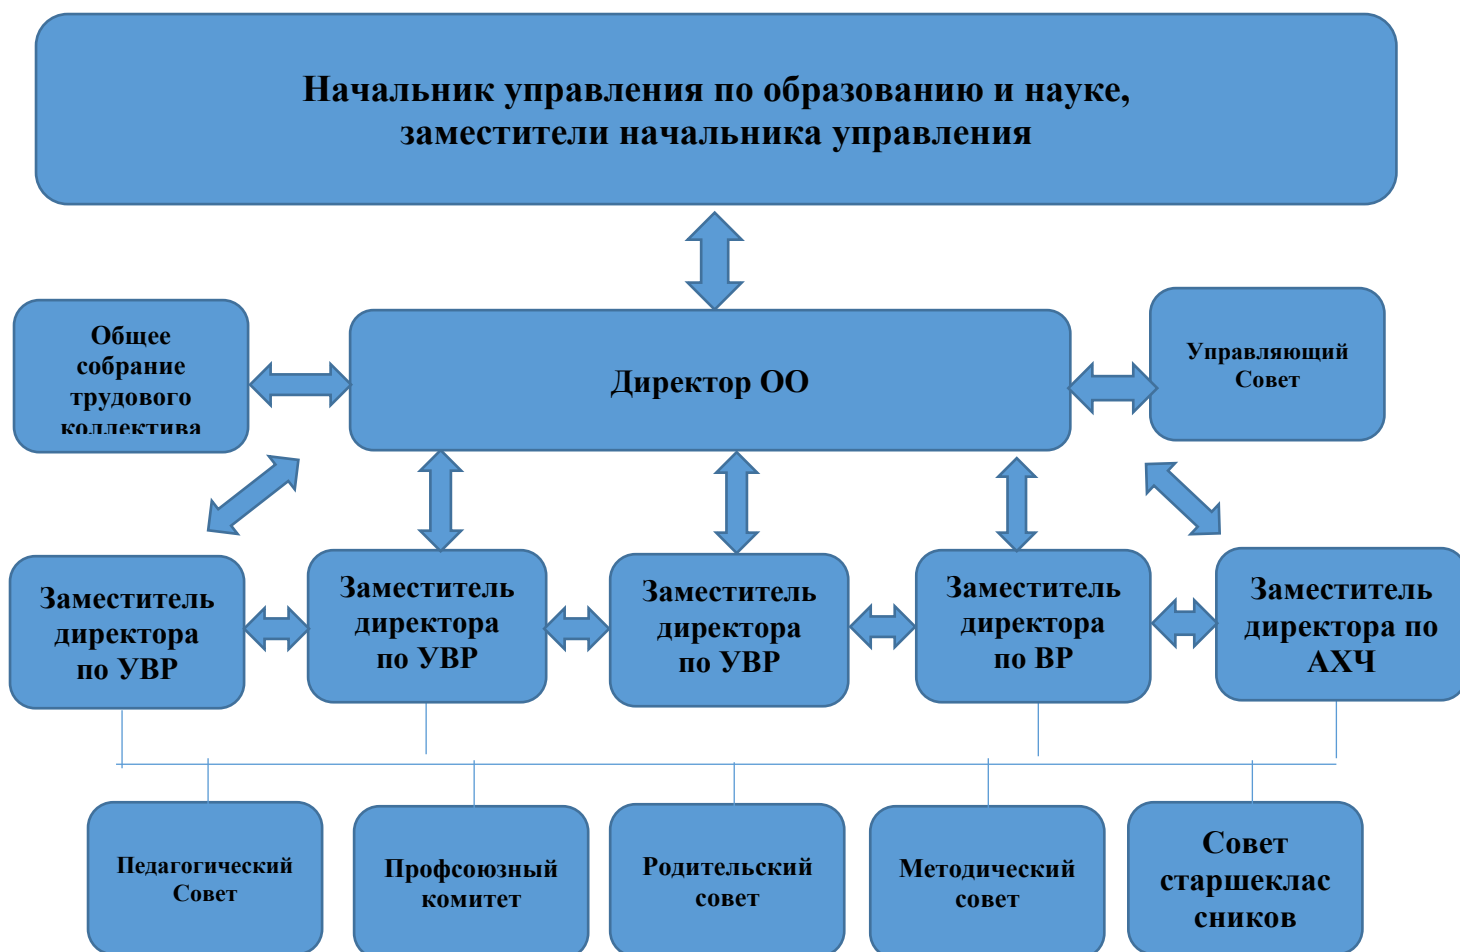 Начальник управления по образованию и науке,
заместители начальника управления
Общее
собрание
трудового
коллектива
Директор ОО
Управляющий
Совет
Заместитель
директора
по УВР
Заместитель
директора
по УВР
Заместитель
директора
по УВР
Заместитель
директора
по ВР
Заместитель
директора по
АХЧ
Педагогический
Совет
Профсоюзный
комитет
Родительский
совет
Методический
совет
Совет
старшеклас
сников